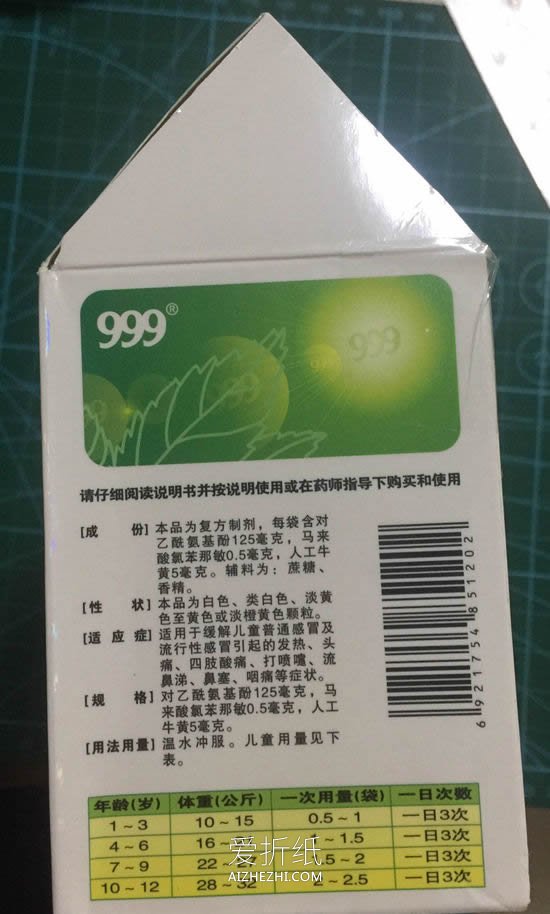 999®
999
999
请仔细阅读说明书并按说明使用或在药师指导下购买和使用
[成 份] 本品为复方制剂，每袋含对
乙酰氨基酚125毫克，马来
酸氯苯那敏0.5毫克，人工牛
黄5毫克。辅料为：蔗糖、
香精。
[性 状] 本品为白色、类白色、淡黄
色至黄色或淡橙黄色颗粒。
[适应症] 适用于缓解儿童普通感冒及
流行性感冒引起的发热、头
痛、四肢酸痛、打喷嚏、流
鼻涕、鼻塞、咽痛等症状。
[规 格] 对乙酰氨基酚125毫克，马
来酸氯苯那敏0.5毫克，人工
牛黄5毫克。
[用法用量] 温水冲服。儿童用量见下
表。
6921754851202
年龄(岁) 体重(公斤) 一次用量(袋) 一日次数
1～3 10～15 0.5～1 一日3次
4～6 16～ ～1.5 一日3次
7～9 22～ .5～2 一日3次
10～12 28～32 2～2.5 一日3次
爱折纸
AIZHEZHI.COM